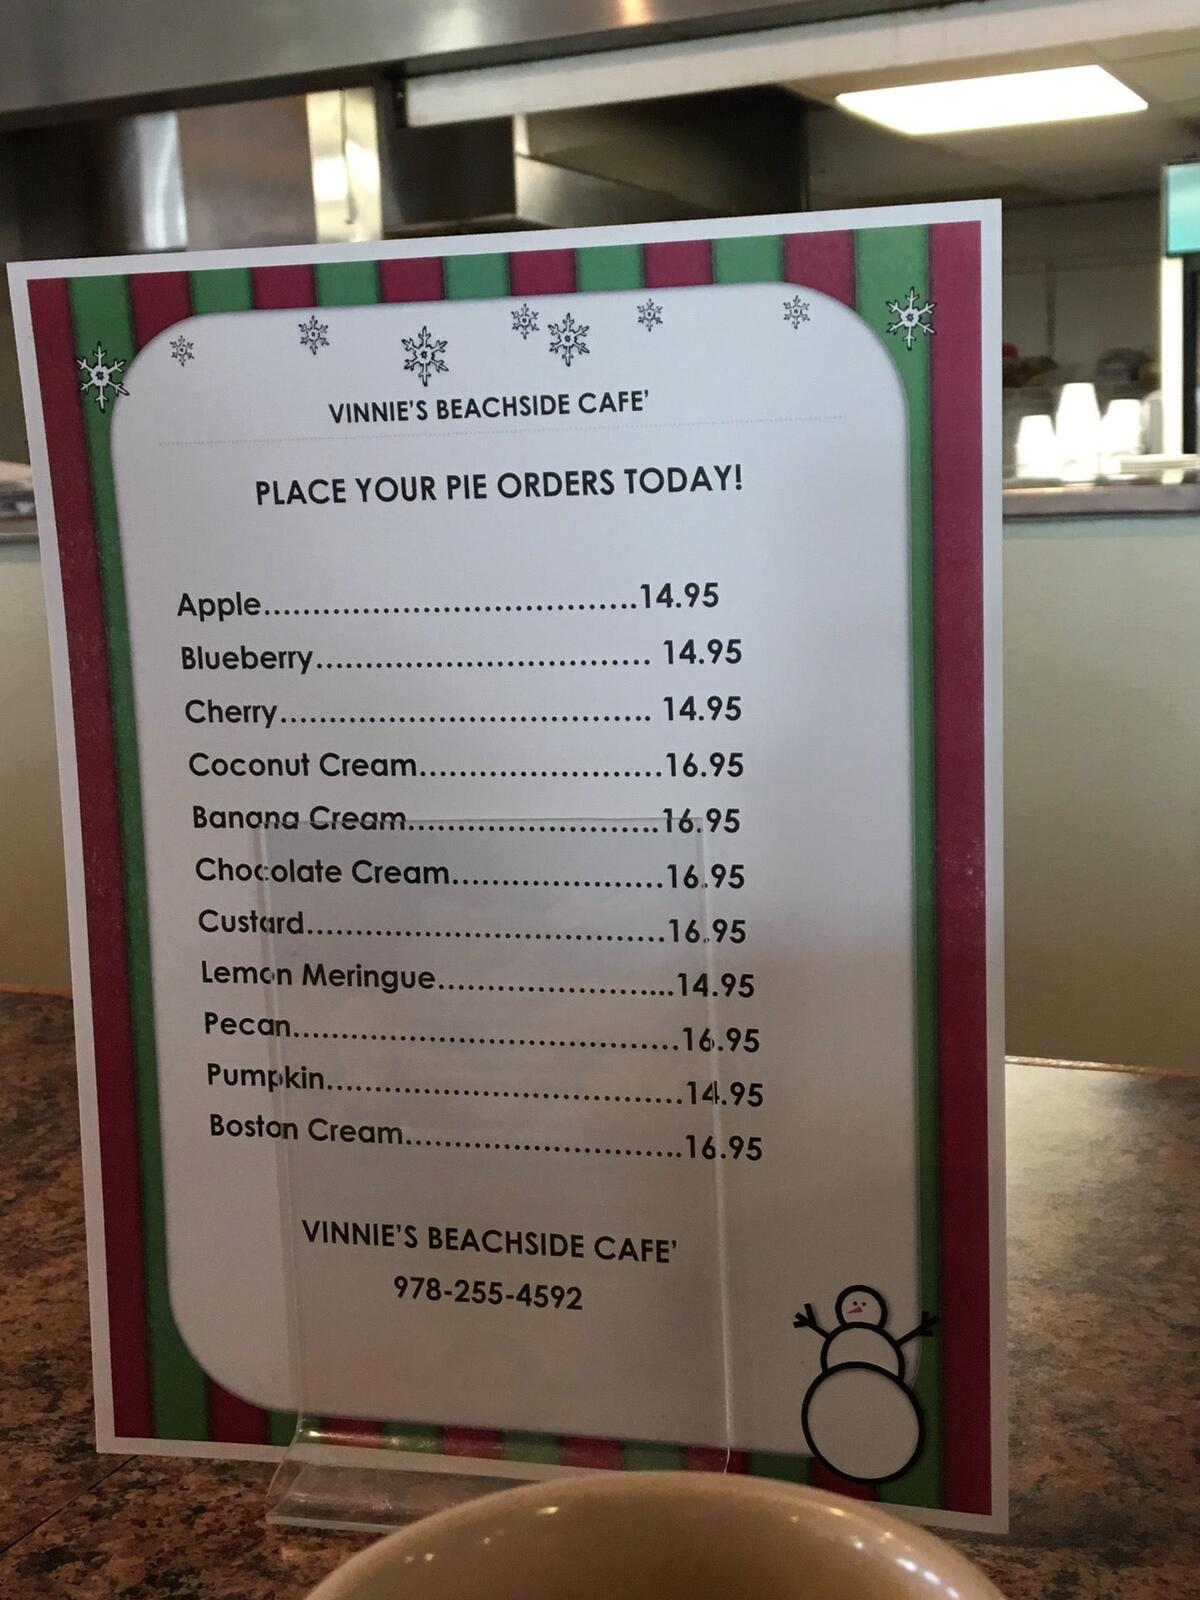 VINNIE'S BEACHSIDE CAFE'
PLACE YOUR PIE ORDERS TODAY!
Apple......................................14.95
Blueberry.................................. 14.95
Cherry...................................... 14.95
Coconut Cream.........................16.95
Banana Cream..........................16.95
Chocolate Cream......................16.95
Custard.....................................16.95
Lemon Meringue........................14.95
Pecan.......................................16.95
Pumpkin....................................14.95
Boston Cream............................16.95
VINNIE'S BEACHSIDE CAFE'
978-255-4592